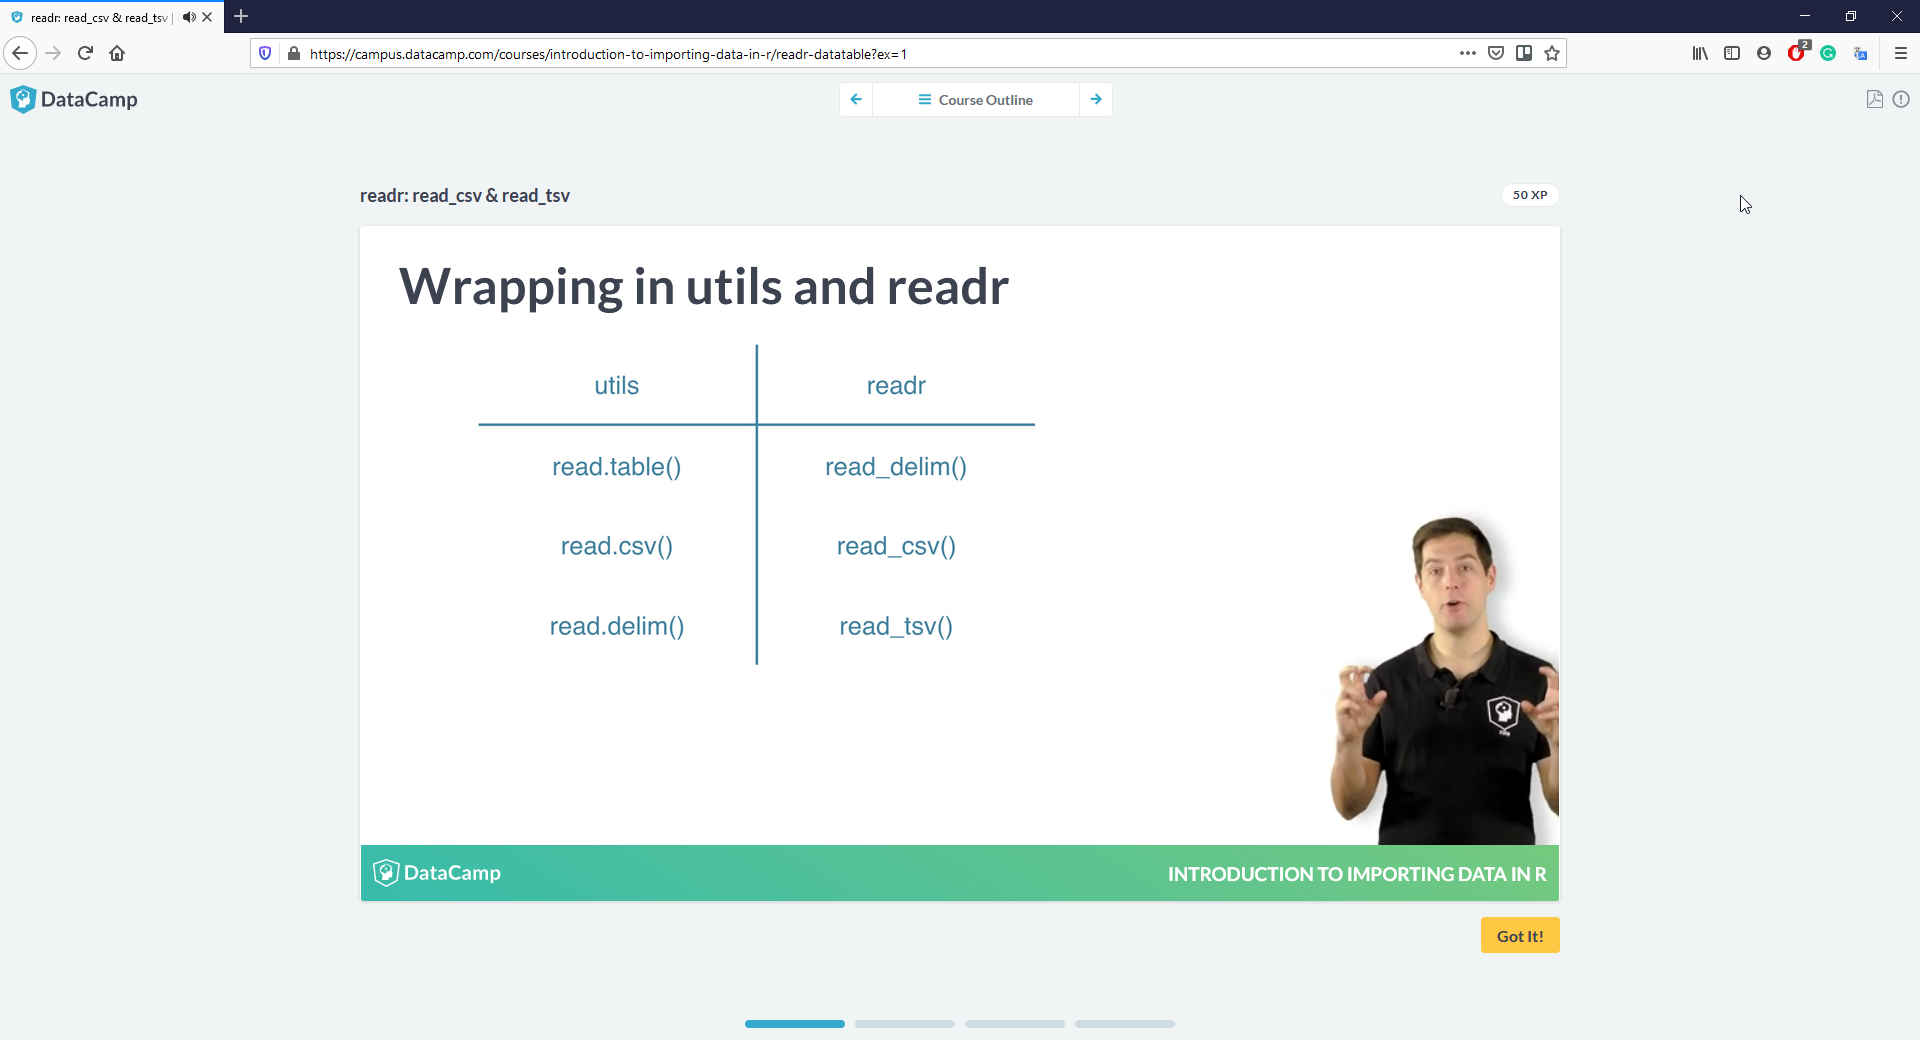 readr: read_csv & read_tsv |
https://campus.datacamp.com/courses/introduction-to-importing-data-in-r/readr-datatable?ex=1
2
DataCamp
Course Outline
readr: read_csv & read_tsv
50 XP
Wrapping in utils and readr
utils readr
read.table() read_delim()
read.csv() read_csv()
read.delim() read_tsv()
DataCamp
INTRODUCTION TO IMPORTING DATA IN R
Got It!